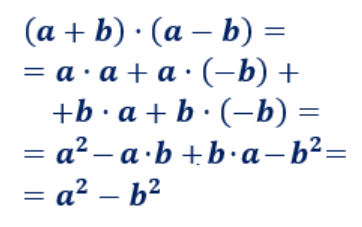 (a + b) · (a − b) =
= a · a + a · (−b) +
+b · a + b · (−b) =
= a² − a·b + b·a − b² =
= a² − b²